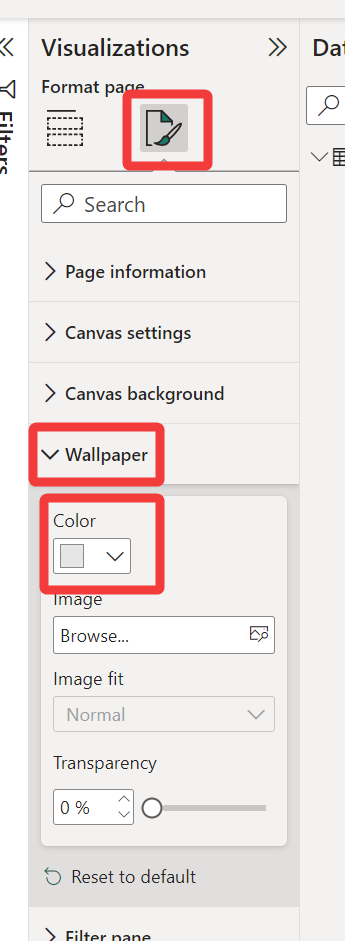 Visualizations
Dat
Format page
Filters
Search
Page information
Canvas settings
Canvas background
Wallpaper
Color
Image
Browse...
Image fit
Normal
Transparency
0 %
Reset to default
Filter pane